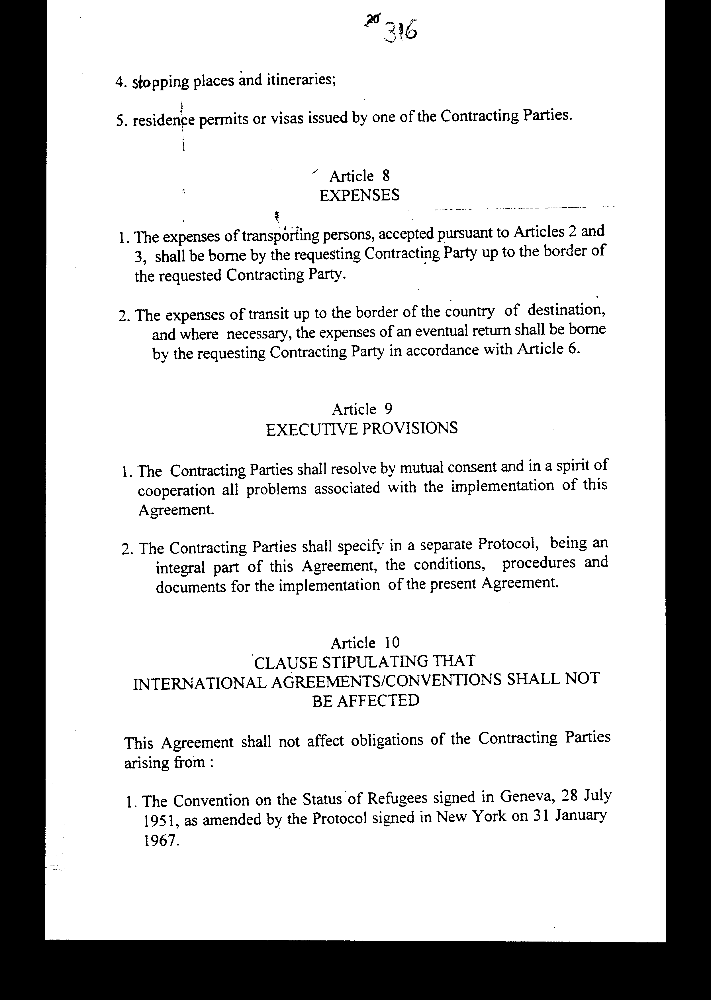 20 316
4. stopping places and itineraries;
5. residence permits or visas issued by one of the Contracting Parties.
Article 8
EXPENSES
1. The expenses of transporting persons, accepted pursuant to Articles 2 and
3, shall be borne by the requesting Contracting Party up to the border of
the requested Contracting Party.
2. The expenses of transit up to the border of the country of destination,
and where necessary, the expenses of an eventual return shall be borne
by the requesting Contracting Party in accordance with Article 6.
Article 9
EXECUTIVE PROVISIONS
1. The Contracting Parties shall resolve by mutual consent and in a spirit of
cooperation all problems associated with the implementation of this
Agreement.
2. The Contracting Parties shall specify in a separate Protocol, being an
integral part of this Agreement, the conditions, procedures and
documents for the implementation of the present Agreement.
Article 10
CLAUSE STIPULATING THAT
INTERNATIONAL AGREEMENTS/CONVENTIONS SHALL NOT
BE AFFECTED
This Agreement shall not affect obligations of the Contracting Parties
arising from :
1. The Convention on the Status of Refugees signed in Geneva, 28 July
1951, as amended by the Protocol signed in New York on 31 January
1967.